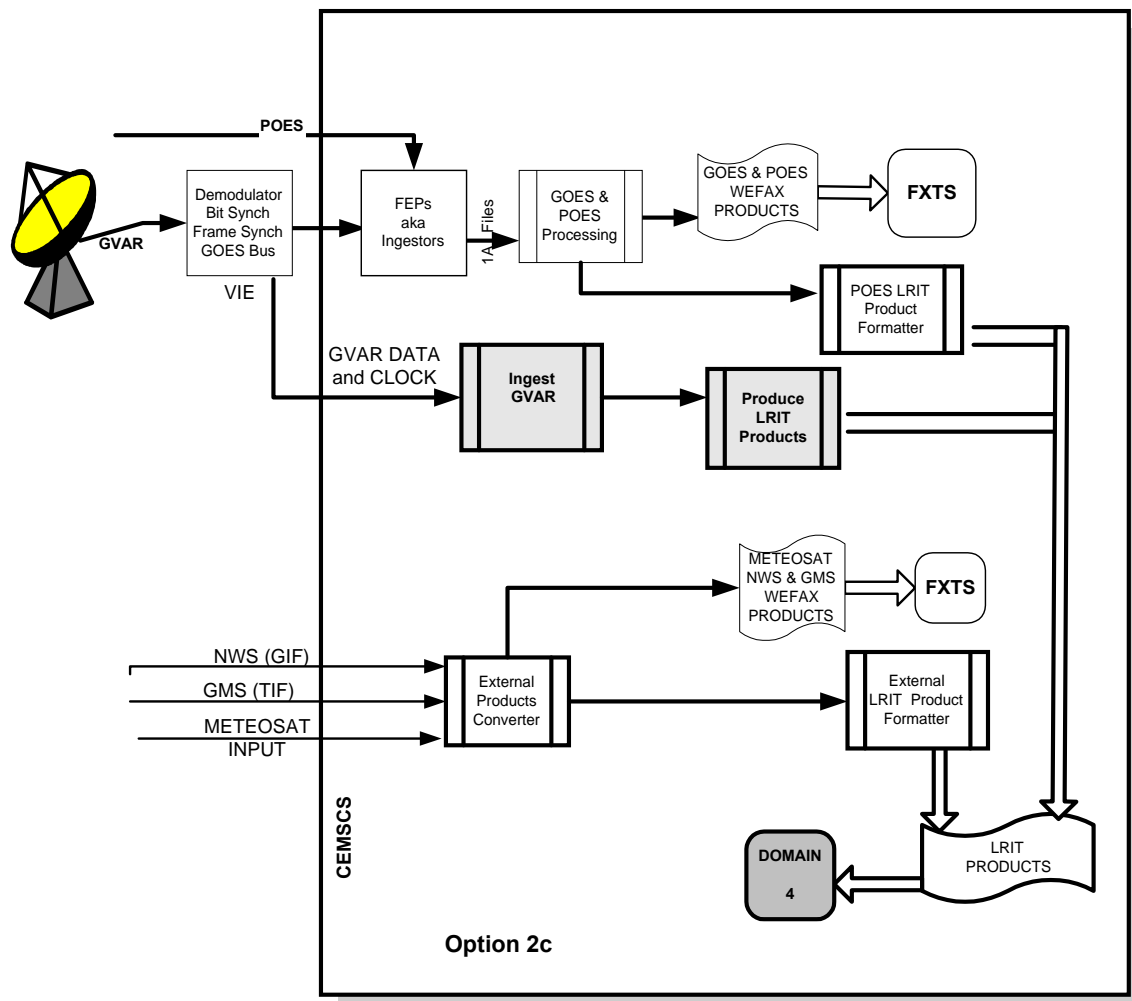 POES
GVAR
Demodulator
Bit Synch
Frame Synch
GOES Bus
VIE
FEPs
aka
Ingestors
1A Files
GOES &
POES
Processing
GOES & POES
WEFAX
PRODUCTS
FXTS
POES LRIT
Product
Formatter
GVAR DATA
and CLOCK
Ingest
GVAR
Produce
LRIT
Products
METEOSAT
NWS & GMS
WEFAX
PRODUCTS
FXTS
NWS (GIF)
GMS (TIF)
METEOSAT
INPUT
External
Products
Converter
External
LRIT Product
Formatter
CEMSCS
DOMAIN
4
LRIT
PRODUCTS
Option 2c